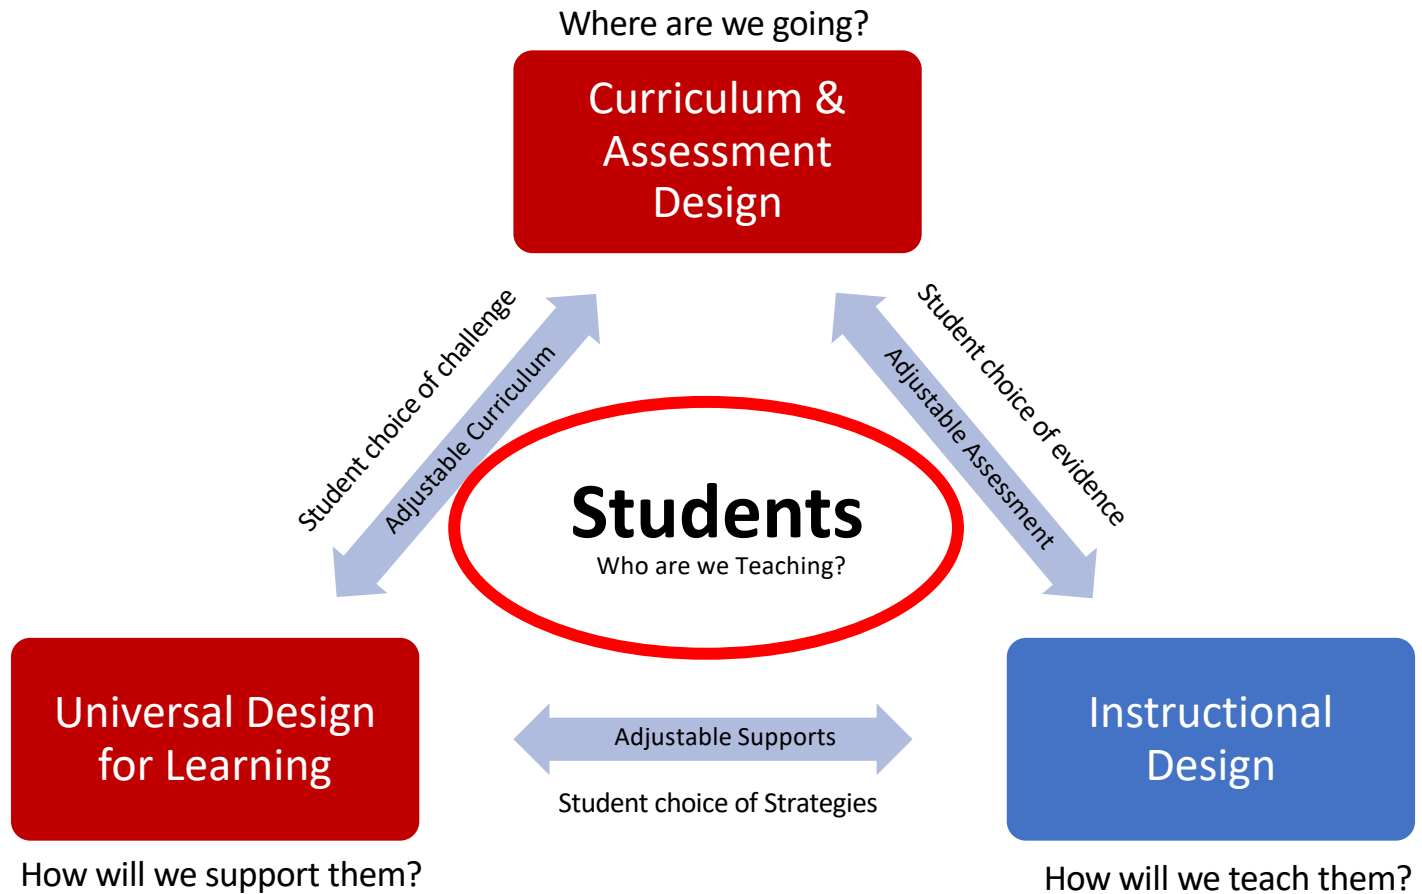 Where are we going?
Curriculum &
Assessment
Design
Student choice of challenge
Adjustable Curriculum
Adjustable Assessment
Student choice of evidence
Students
Who are we Teaching?
Universal Design
for Learning
Adjustable Supports
Student choice of Strategies
Instructional
Design
How will we support them?
How will we teach them?